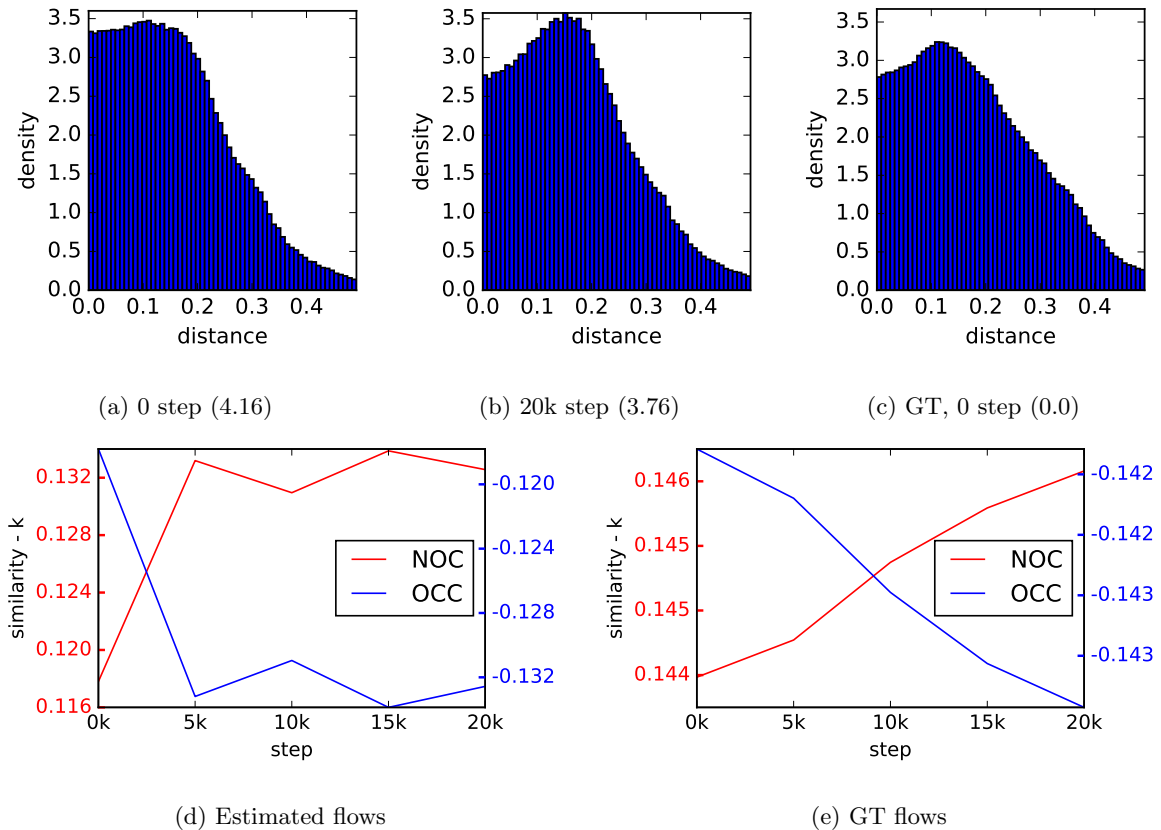 3.5
3.0
2.5
2.0
1.5
1.0
0.5
0.0
density
0.0 0.1 0.2 0.3 0.4
distance
3.5
3.0
2.5
2.0
1.5
1.0
0.5
0.0
density
0.0 0.1 0.2 0.3 0.4
distance
3.5
3.0
2.5
2.0
1.5
1.0
0.5
0.0
density
0.0 0.1 0.2 0.3 0.4
distance
(a) 0 step (4.16)
(b) 20k step (3.76)
(c) GT, 0 step (0.0)
0.132
0.128
0.124
0.120
0.116
similarity - k
NOC
OCC
-0.120
-0.124
-0.128
-0.132
0k 5k 10k 15k 20k
step
0.146
0.145
0.145
0.144
similarity - k
NOC
OCC
-0.142
-0.142
-0.143
-0.143
0k 5k 10k 15k 20k
step
(d) Estimated flows
(e) GT flows